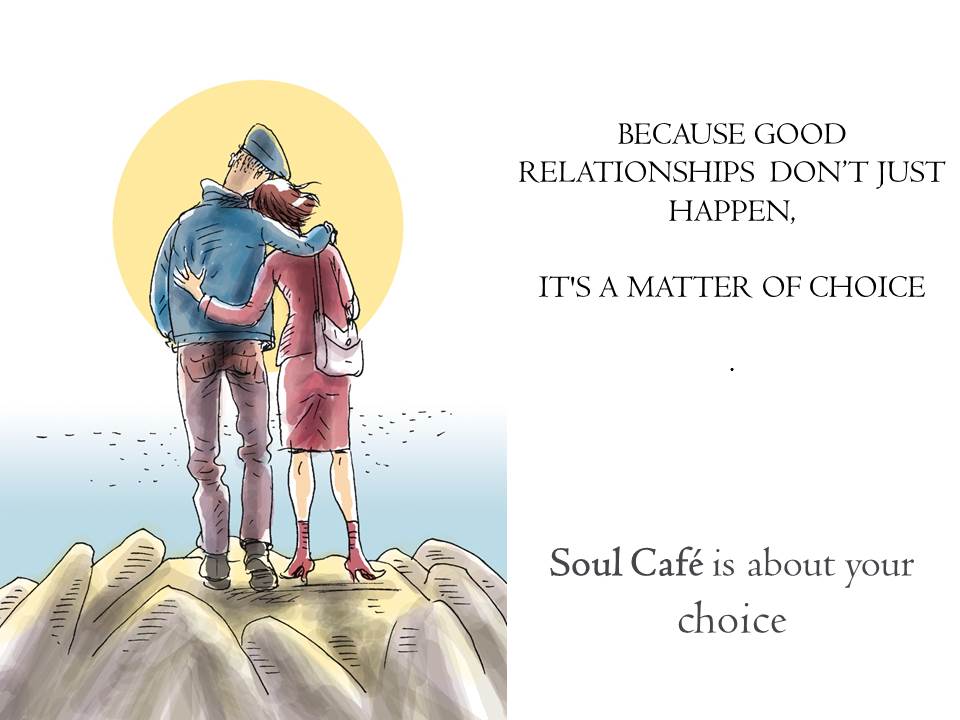 BECAUSE GOOD
RELATIONSHIPS DON’T JUST
HAPPEN,
IT'S A MATTER OF CHOICE
.
Soul Café is about your
choice